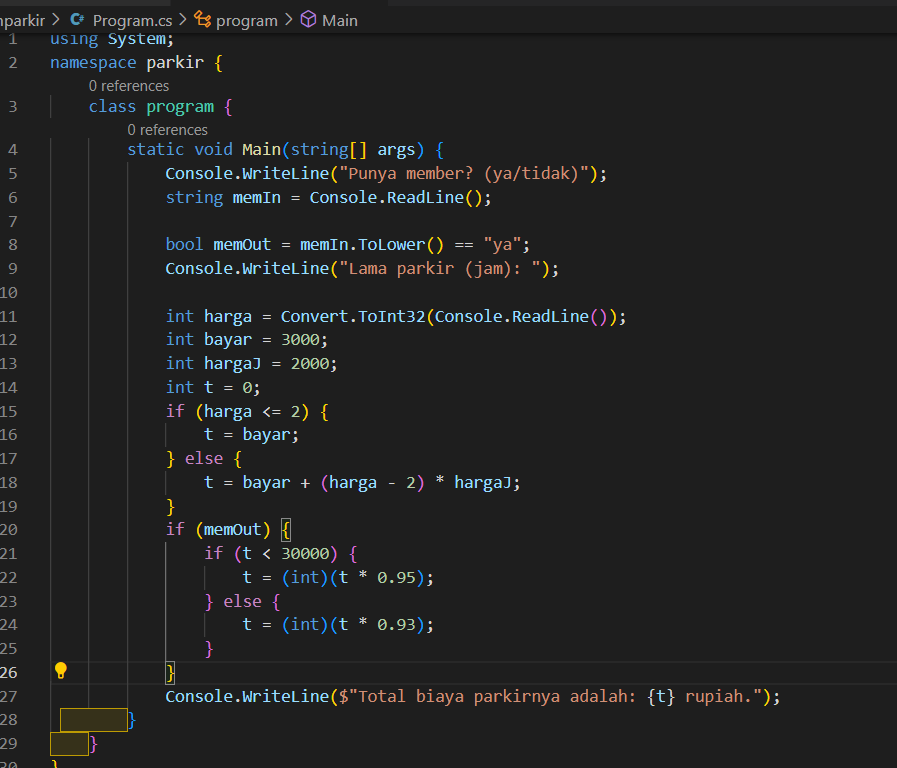 nparkir > Program.cs > program > Main
1 using System;
2 namespace parkir {
0 references
3 class program {
0 references
4 static void Main(string[] args) {
5 Console.WriteLine("Punya member? (ya/tidak)");
6 string memIn = Console.ReadLine();
7
8 bool memOut = memIn.ToLower() == "ya";
9 Console.WriteLine("Lama parkir (jam): ");
10
11 int harga = Convert.ToInt32(Console.ReadLine());
12 int bayar = 3000;
13 int hargaJ = 2000;
14 int t = 0;
15 if (harga <= 2) {
16 t = bayar;
17 } else {
18 t = bayar + (harga - 2) * hargaJ;
19 }
20 if (memOut) {
21 if (t < 30000) {
22 t = (int)(t * 0.95);
23 } else {
24 t = (int)(t * 0.93);
25 }
26 }
27 Console.WriteLine($"Total biaya parkirnya adalah: {t} rupiah.");
28 }
29 }
30 }